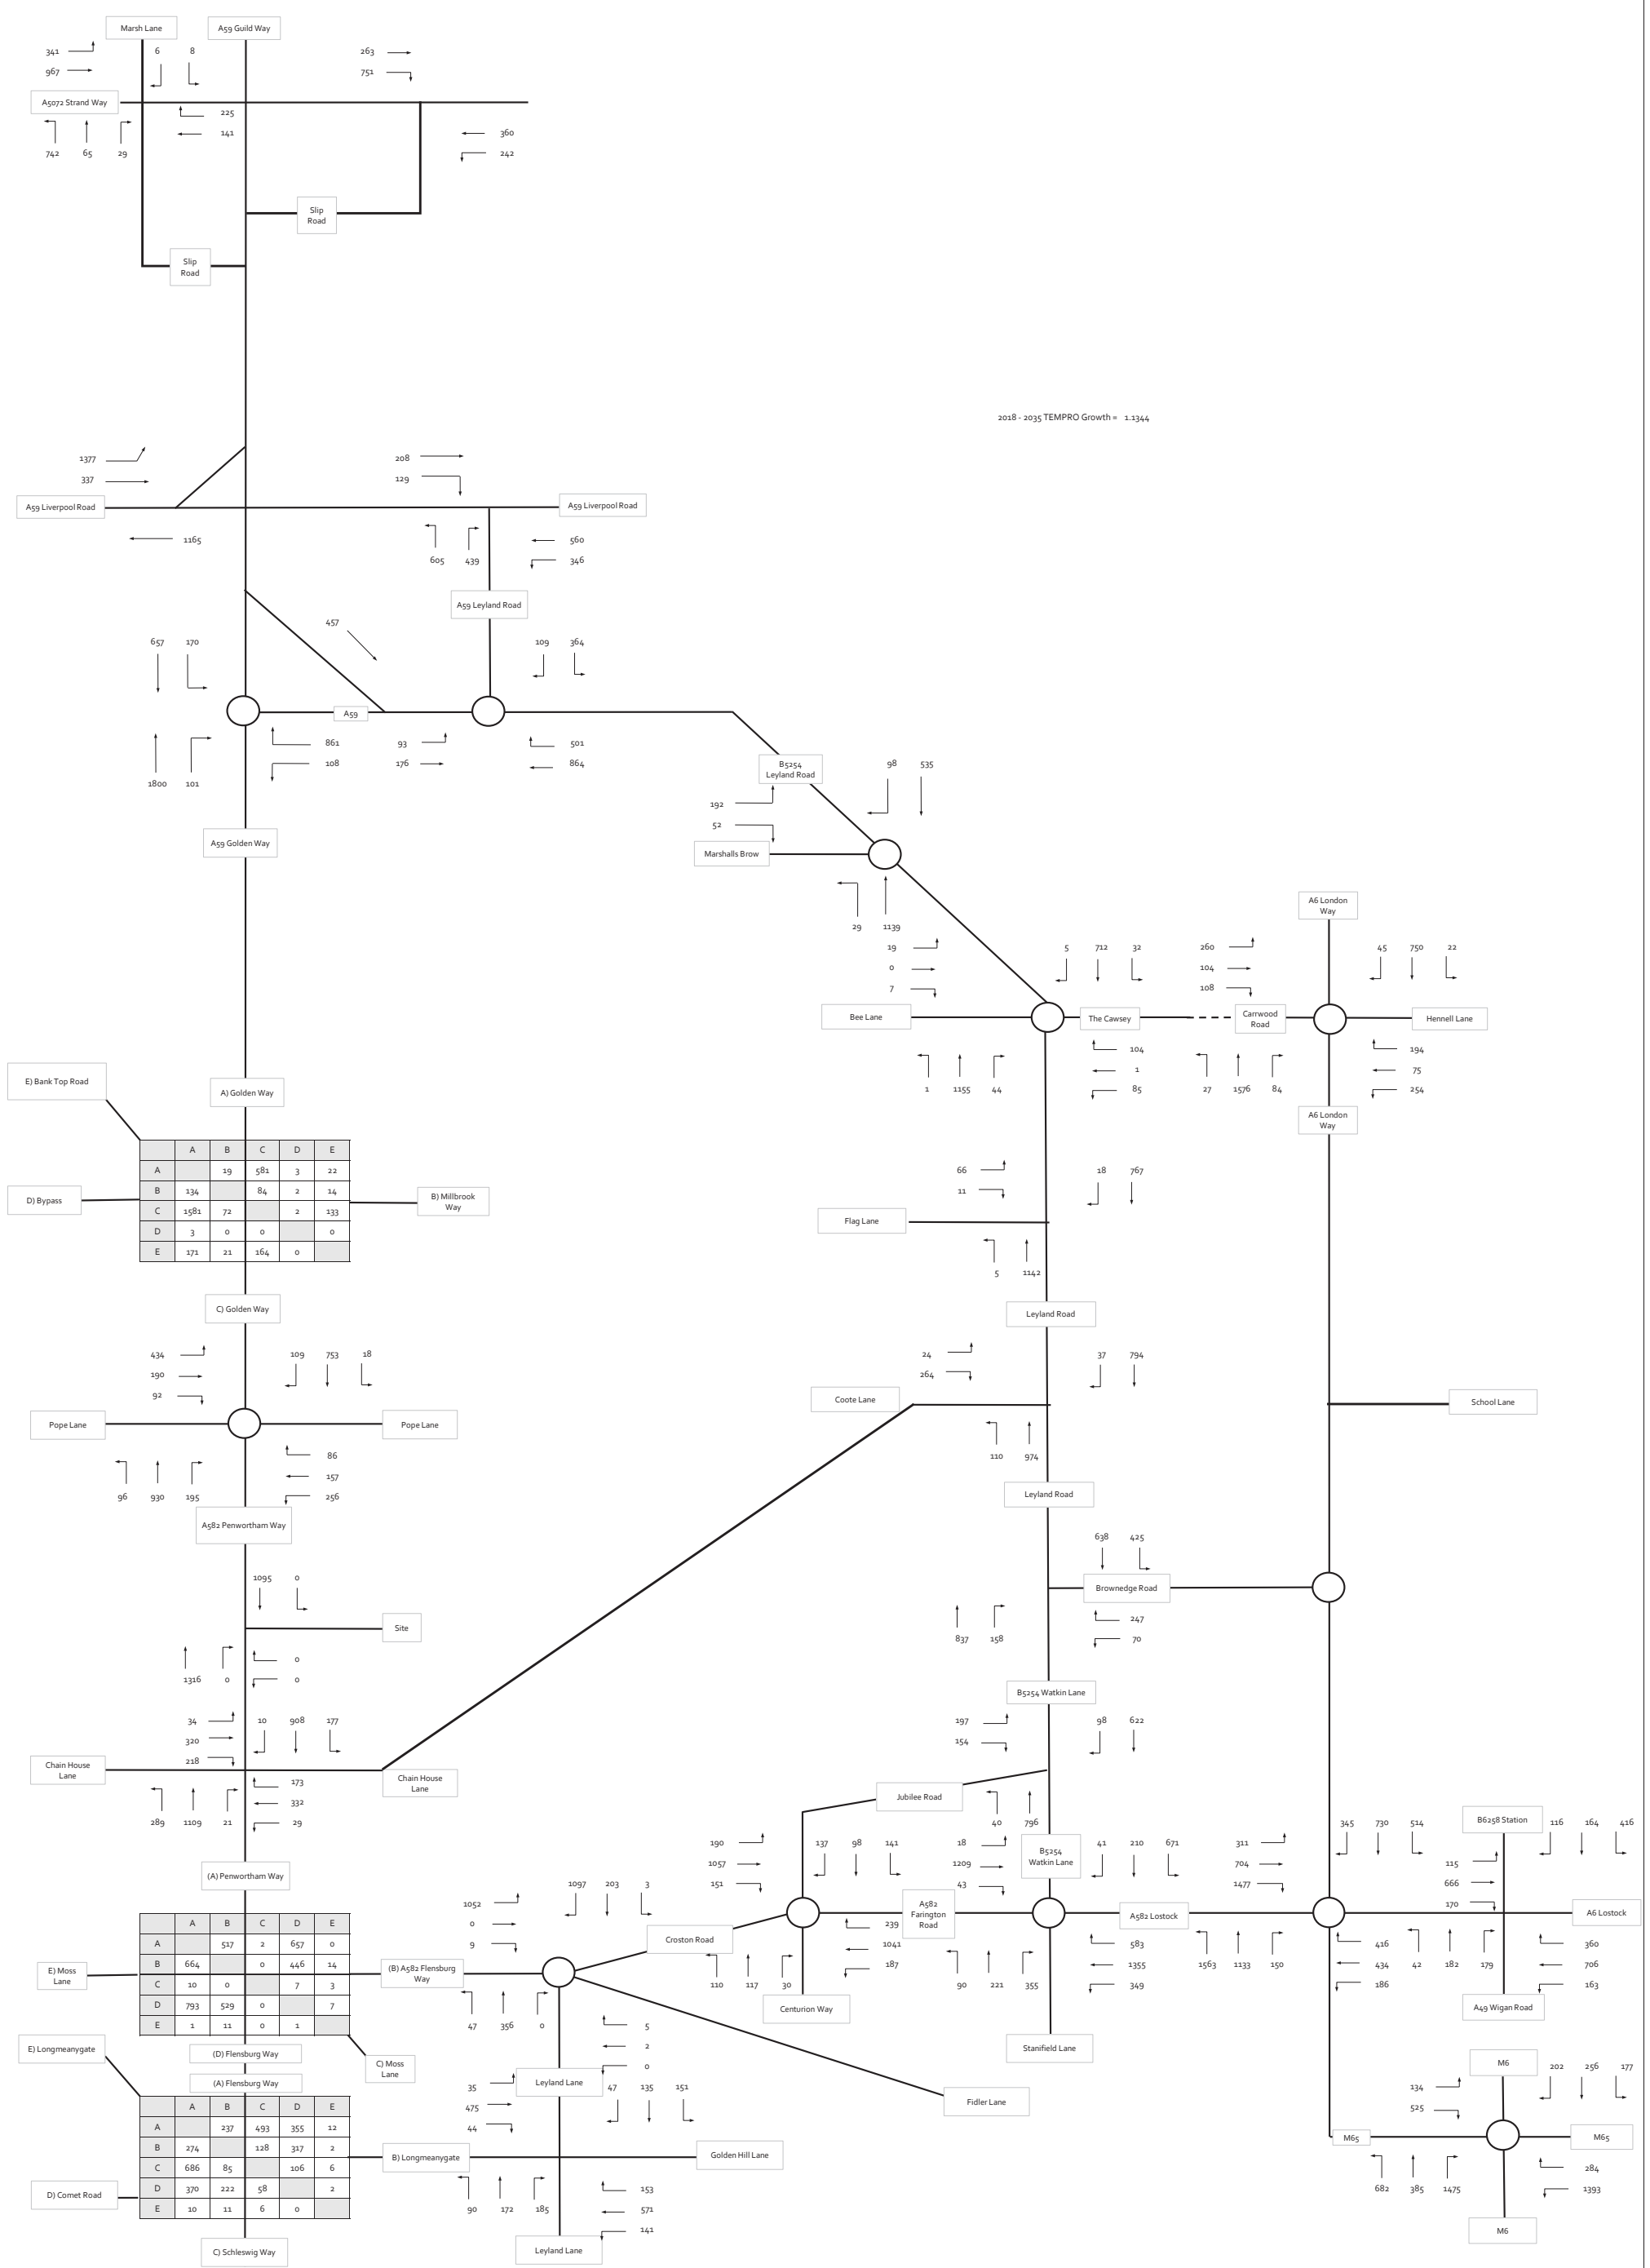 Marsh Lane
A59 Guild Way
341
6
8
263
967
751
A5072 Strand Way
225
141
360
742
65
29
242
Slip
Road
Slip
Road
2018 - 2035 TEMPRO Growth = 1.1344
1377
208
337
129
A59 Liverpool Road
A59 Liverpool Road
1165
560
605
439
346
A59 Leyland Road
457
657
170
109
364
A59
861
93
501
108
176
864
1800
101
B5254
Leyland Road
98
535
192
52
A59 Golden Way
Marshalls Brow
29
1139
A6 London
Way
19
5
712
32
260
45
750
22
0
104
7
108
Bee Lane
The Cawsey
Carrwood
Road
Hennell Lane
104
194
1
75
1
1155
44
85
27
1576
84
254
E) Bank Top Road
A) Golden Way
A6 London
Way
A B C D E
A 19 581 3 22
B 134 84 2 14
C 1581 72 2 133
D 3 0 0 0
E 171 21 164 0
D) Bypass
B) Millbrook
Way
66
18
767
11
Flag Lane
5
1142
C) Golden Way
Leyland Road
434
109
753
18
24
37
794
190
264
92
Coote Lane
School Lane
Pope Lane
Pope Lane
86
110
974
157
96
930
195
256
Leyland Road
A582 Penwortham Way
638
425
1095
0
Brownedge Road
Site
247
837
158
70
0
1316
0
0
B5254 Watkin Lane
34
10
908
177
197
98
622
320
154
218
Chain House
Lane
Chain House
Lane
173
Jubilee Road
332
289
1109
21
29
40
796
B6258 Station
190
137
98
141
18
B5254
Watkin Lane
41
210
671
311
345
730
514
116
164
416
1057
1209
704
115
151
43
1477
666
170
(A) Penwortham Way
1052
1097
203
3
A582
Farington
Road
A582 Lostock
A6 Lostock
0
Croston Road
239
583
416
360
9
1041
1355
434
706
110
117
30
187
90
221
355
349
1563
1133
150
186
42
182
179
163
A B C D E
A 517 2 657 0
B 664 0 446 14
C 10 0 7 3
D 793 529 0 7
E 1 11 0 1
E) Moss
Lane
(B) A582 Flensburg
Way
Centurion Way
A49 Wigan Road
47
356
0
5
2
0
Stanifield Lane
E) Longmeanygate
(D) Flensburg Way
C) Moss
Lane
(A) Flensburg Way
Leyland Lane
M6
35
47
135
151
134
202
256
177
475
525
44
Fidler Lane
A B C D E
A 237 493 355 12
B 274 128 317 2
C 686 85 106 6
D 370 222 58 2
E 10 11 6 0
B) Longmeanygate
Golden Hill Lane
M65
M65
D) Comet Road
153
284
90
172
185
571
682
385
1475
1393
141
C) Schleswig Way
Leyland Lane
M6